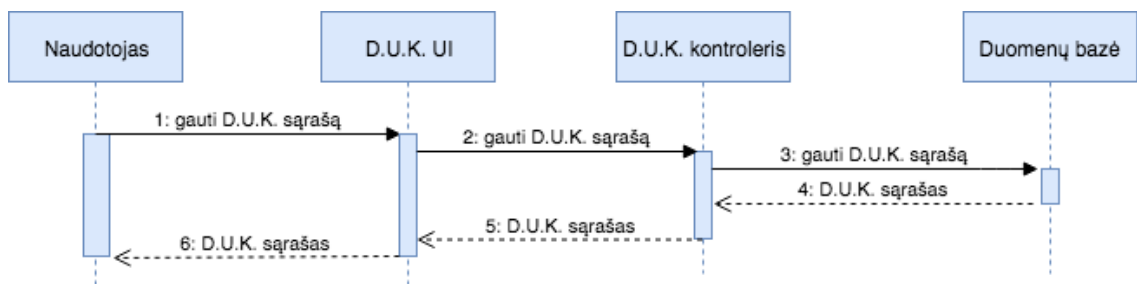 Naudotojas
D.U.K. UI
D.U.K. kontroleris
Duomenų bazė
1: gauti D.U.K. sąrašą
2: gauti D.U.K. sąrašą
3: gauti D.U.K. sąrašą
4: D.U.K. sąrašas
5: D.U.K. sąrašas
6: D.U.K. sąrašas